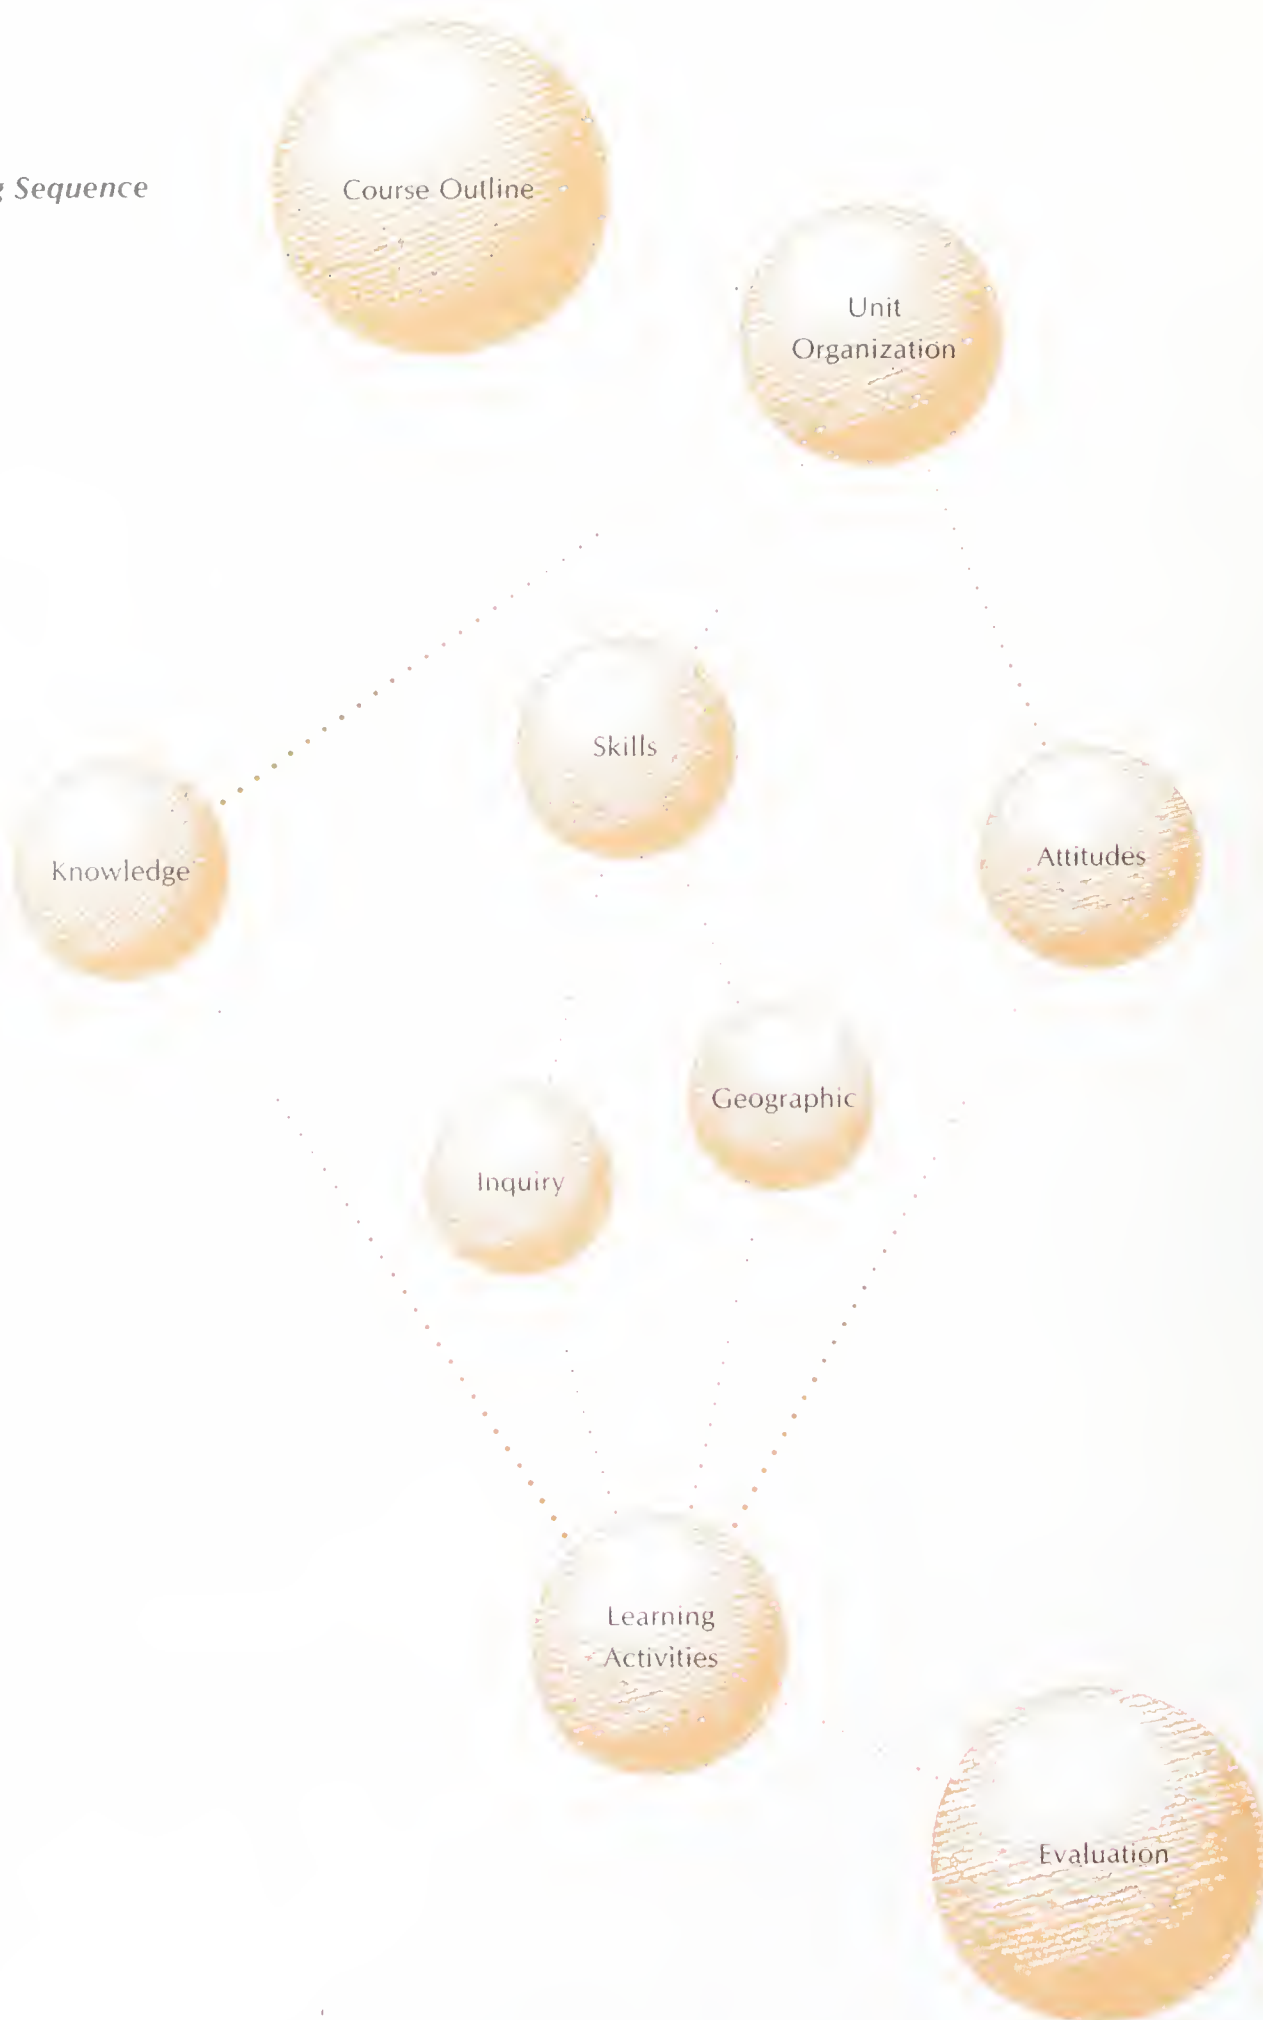 Sequence
Course Outline
Unit
Organization
Skills
Knowledge
Attitudes
Geographic
Inquiry
Learning
Activities
Evaluation